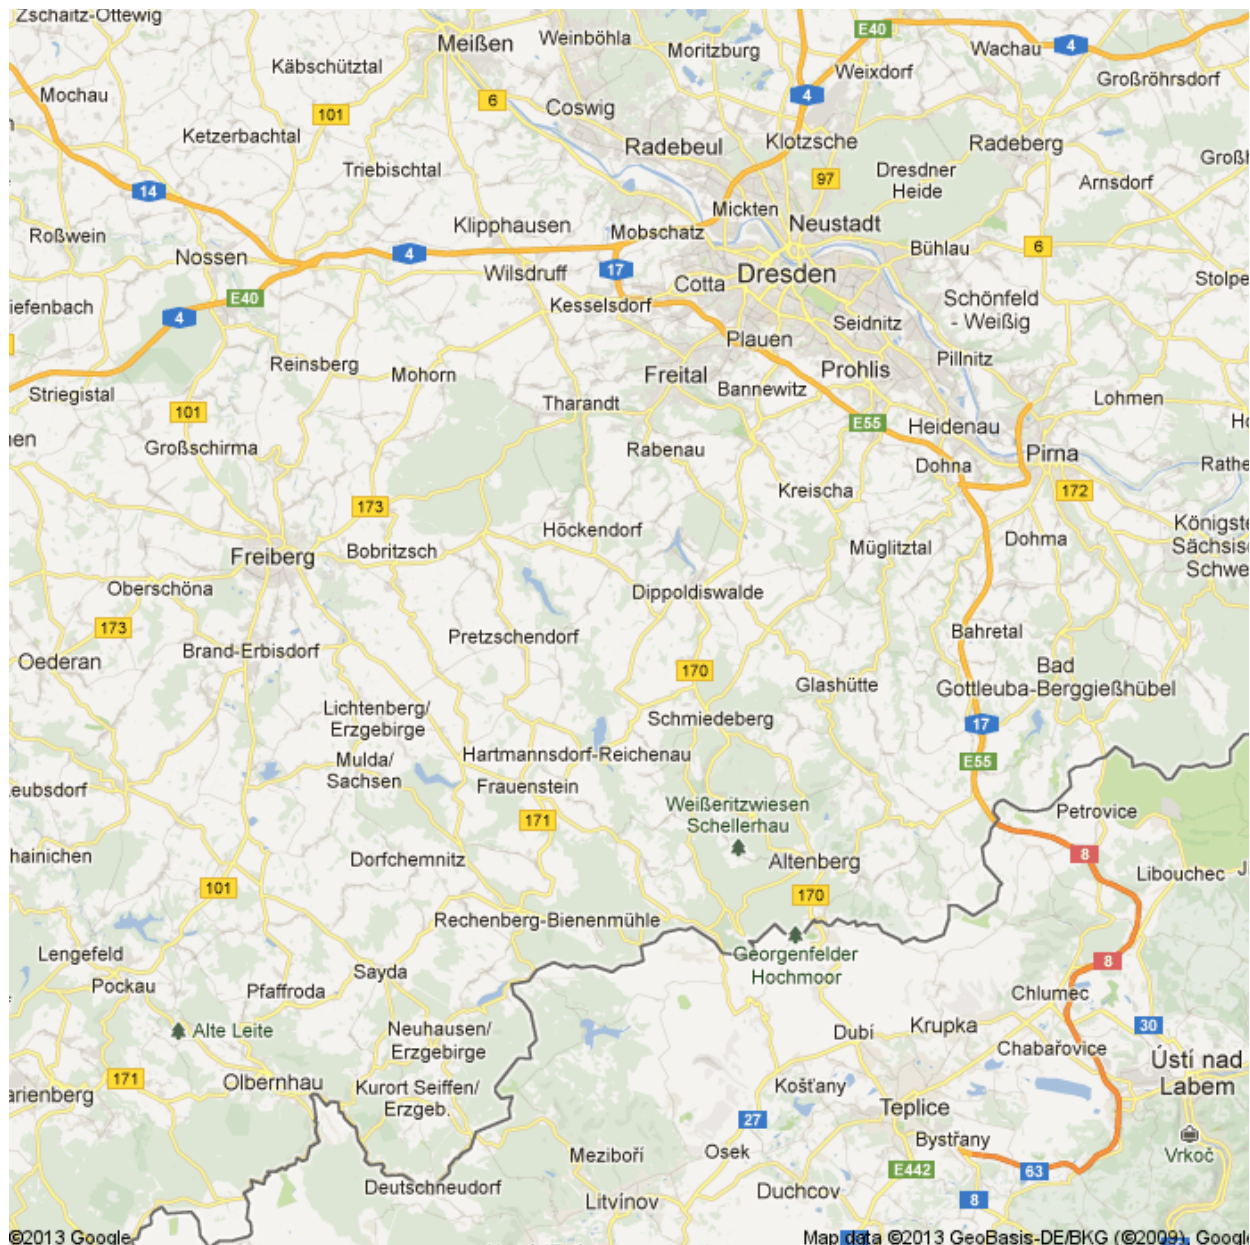 Zschaitz-Ottewig
Meißen
Weinböhla
Moritzburg
E40
4
Wachau
Weixdorf
Großröhrsdorf
Käbschütztal
Mochau
6
4
101
Coswig
Ketzerbachtal
Radebeul
Klotzsche
Radeberg
Triebischtal
Dresdner
Heide
97
Arnsdorf
14
Mickten
Klipphausen
Neustadt
Roßwein
Mobschatz
Bühlau
6
Nossen
4
17
Wilsdruff
Cotta
Dresden
E40
Kesselsdorf
Schönfeld
- Weißig
4
Seidnitz
Plauen
Pillnitz
Reinsberg
Mohorn
Freital
Bannewitz
Prohlis
Striegistal
Lohmen
101
Tharandt
E55
Heidenau
Großschirma
Rabenau
Dohna
Pirna
Kreischa
172
173
Höckendorf
Freiberg
Bobritzsch
Müglitztal
Dohma
Oberschöna
Dippoldiswalde
173
Pretzschendorf
Bahretal
Oederan
Brand-Erbisdorf
170
Glashütte
Bad
Gottleuba-Berggießhübel
Lichtenberg/
Erzgebirge
Schmiedeberg
17
Mulda/
Sachsen
Hartmannsdorf-Reichenau
E55
Frauenstein
Weißeritzwiesen
Schellerhau
Petrovice
171
8
Dorfchemnitz
Altenberg
Libouchec
101
170
Rechenberg-Bienenmühle
Lengefeld
Georgenfelder
Hochmoor
8
Pockau
Pfaffroda
Sayda
Chlumec
Alte Leite
Neuhausen/
Erzgebirge
Dubí
Krupka
30
Chabařovice
Ústí nad
Labem
171
Olbernhau
Kurort Seiffen/
Erzgeb.
Košťany
Teplice
27
Bystřany
Meziboří
Osek
Vrkoč
E442
63
Deutschneudorf
Litvínov
Duchcov
8
©2013 Google
Map data ©2013 GeoBasis-DE/BKG (©2009), Google